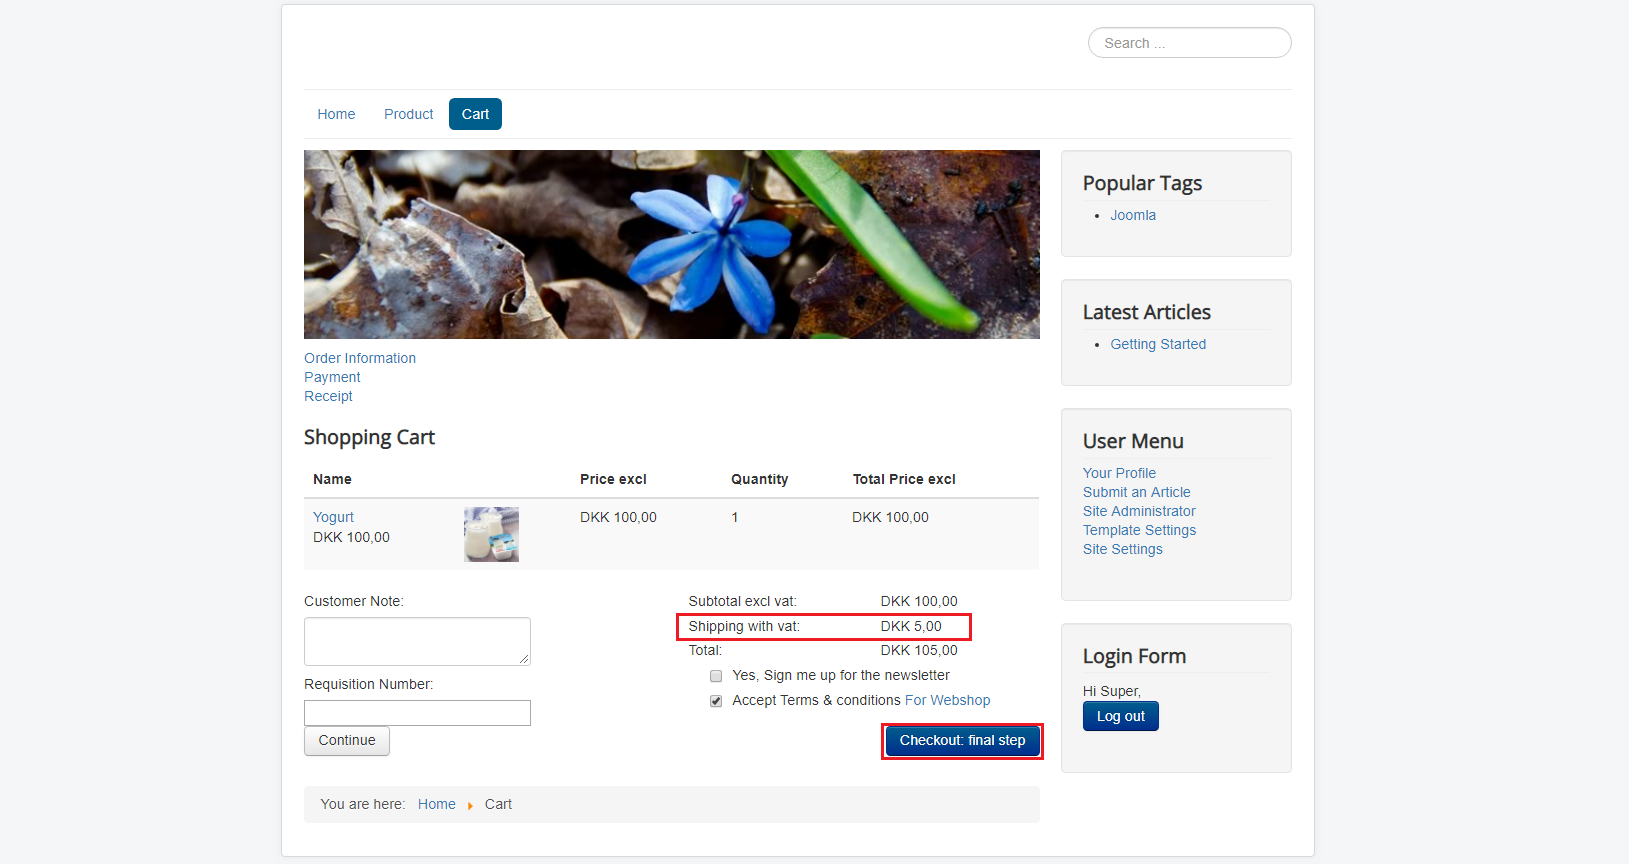 Search ...
Home Product Cart
Order Information
Payment
Receipt
Shopping Cart
Name Price excl Quantity Total Price excl
Yogurt DKK 100,00 1 DKK 100,00
DKK 100,00
Customer Note:
Requisition Number:
Continue
Subtotal excl vat: DKK 100,00
Shipping with vat: DKK 5,00
Total: DKK 105,00
Yes, Sign me up for the newsletter
Accept Terms & conditions For Webshop
Checkout: final step
You are here: Home Cart
Popular Tags
Joomla
Latest Articles
Getting Started
User Menu
Your Profile
Submit an Article
Site Administrator
Template Settings
Site Settings
Login Form
Hi Super,
Log out